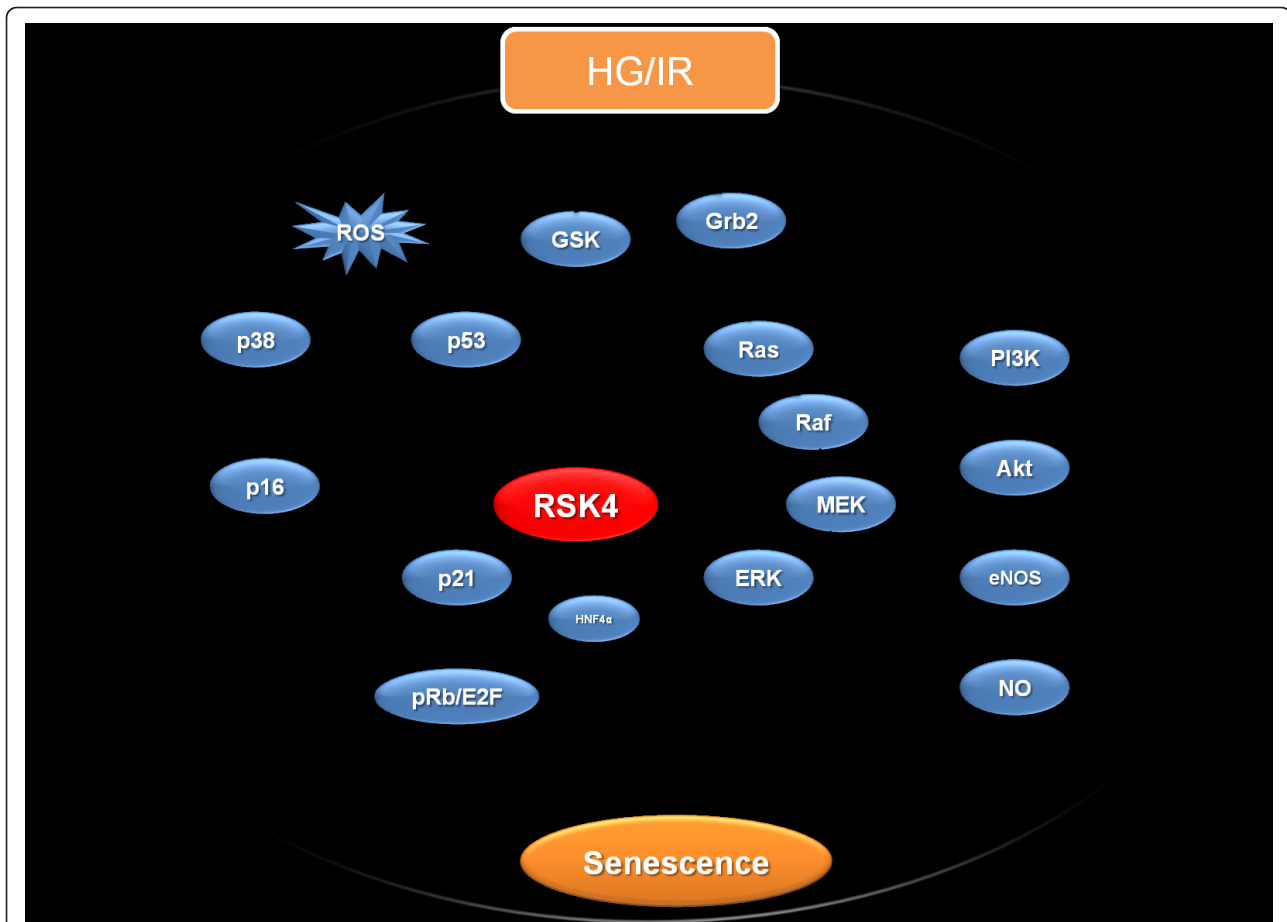 HG/IR
ROS
GSK
Grb2
p38
p53
Ras
PI3K
Raf
Akt
p16
RSK4
MEK
p21
ERK
eNOS
HNF4α
pRb/E2F
NO
Senescence